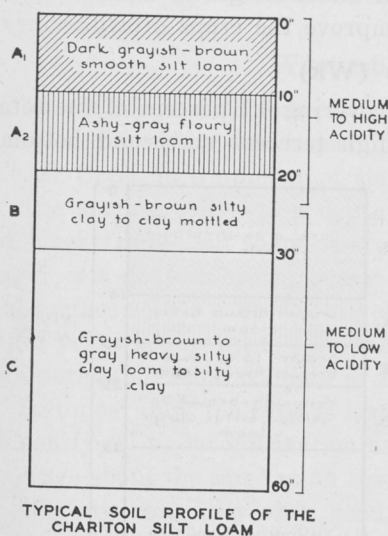 0"
A₁
Dark grayish-brown
smooth silt loam
10"
A₂
Ashy-gray floury
silt loam
MEDIUM
TO HIGH
ACIDITY
20"
B
Grayish-brown silty
clay to clay mottled
30"
C
Grayish-brown to
gray heavy silty
clay loam to silty
clay
MEDIUM
TO LOW
ACIDITY
60"
TYPICAL SOIL PROFILE OF THE
CHARITON SILT LOAM